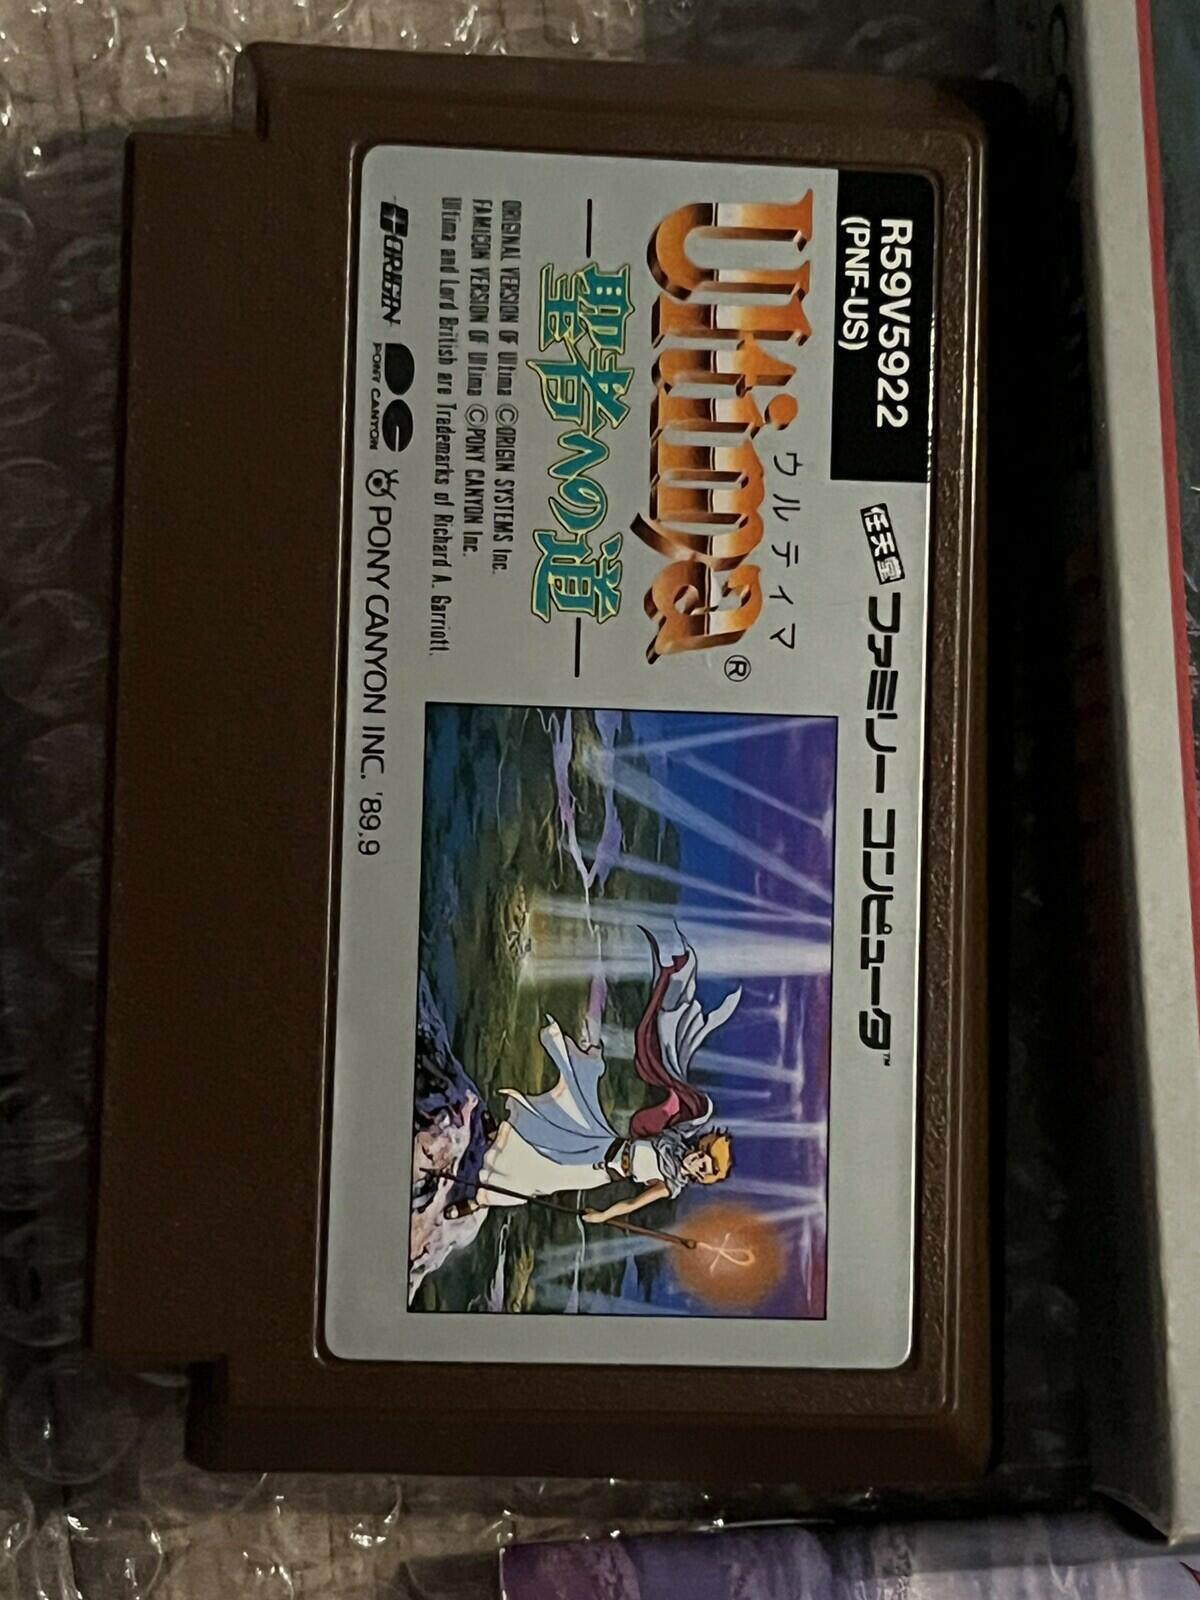 R59V5922
(PNF-US)
任天堂 ファミリーコンピュータ™
ウルティマ
Ultima®
聖者への道
ORIGINAL VERSION OF Ultima ©ORIGIN SYSTEMS Inc.
FAMICON VERSION OF Ultima ©PONY CANYON Inc.
Ultima and Lord British are Trademarks of Richard A. Garriott.
ORIGIN
PONY CANYON
PONY CANYON INC. '89.9